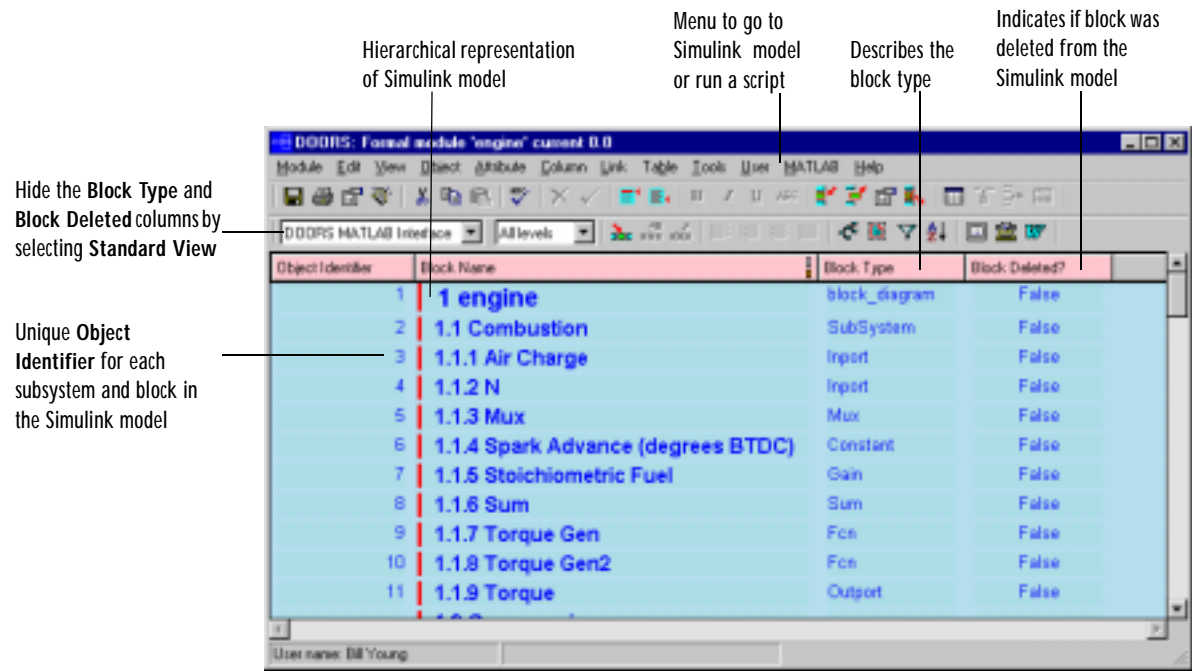 Hierarchical representation
of Simulink model
Menu to go to
Simulink model
or run a script
Describes the
block type
Indicates if block was
deleted from the
Simulink model
Hide the Block Type and
Block Deleted columns by
selecting Standard View
Unique Object
Identifier for each
subsystem and block in
the Simulink model
DOORS: Formal module "engine" current 0.0
Module Edit View Object Attribute Column Link Table Tools User MATLAB Help
DOORS MATLAB Interface All levels
Object Identifier Block Name Block Type Block Deleted?
1 1 engine block_diagram False
2 1.1 Combustion SubSystem False
3 1.1.1 Air Charge Inport False
4 1.1.2 N Inport False
5 1.1.3 Mux Mux False
6 1.1.4 Spark Advance (degrees BTDC) Constant False
7 1.1.5 Stoichiometric Fuel Gain False
8 1.1.6 Sum Sum False
9 1.1.7 Torque Gen Fcn False
10 1.1.8 Torque Gen2 Fcn False
11 1.1.9 Torque Outport False
User name: Bill Young